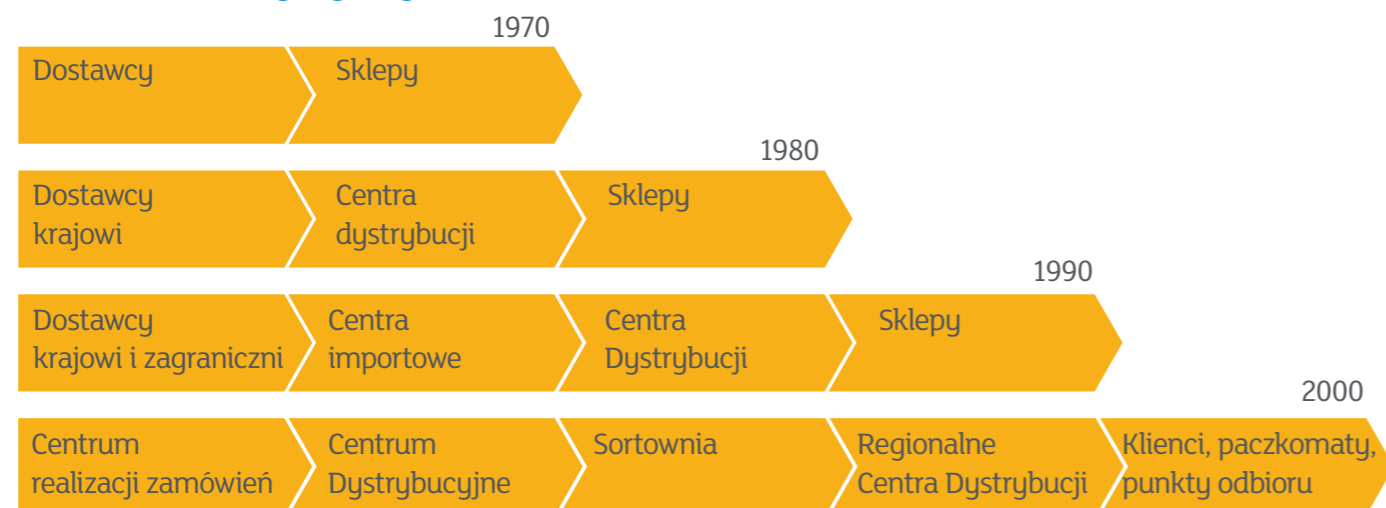 1970
Dostawcy
Sklepy
1980
Dostawcy
krajowi
Centra
dystrybucji
Sklepy
1990
Dostawcy
krajowi i zagraniczni
Centra
importowe
Centra
Dystrybucji
Sklepy
2000
Centrum
realizacji zamówień
Centrum
Dystrybucyjne
Sortownia
Regionalne
Centra Dystrybucji
Klienci, paczkomaty,
punkty odbioru